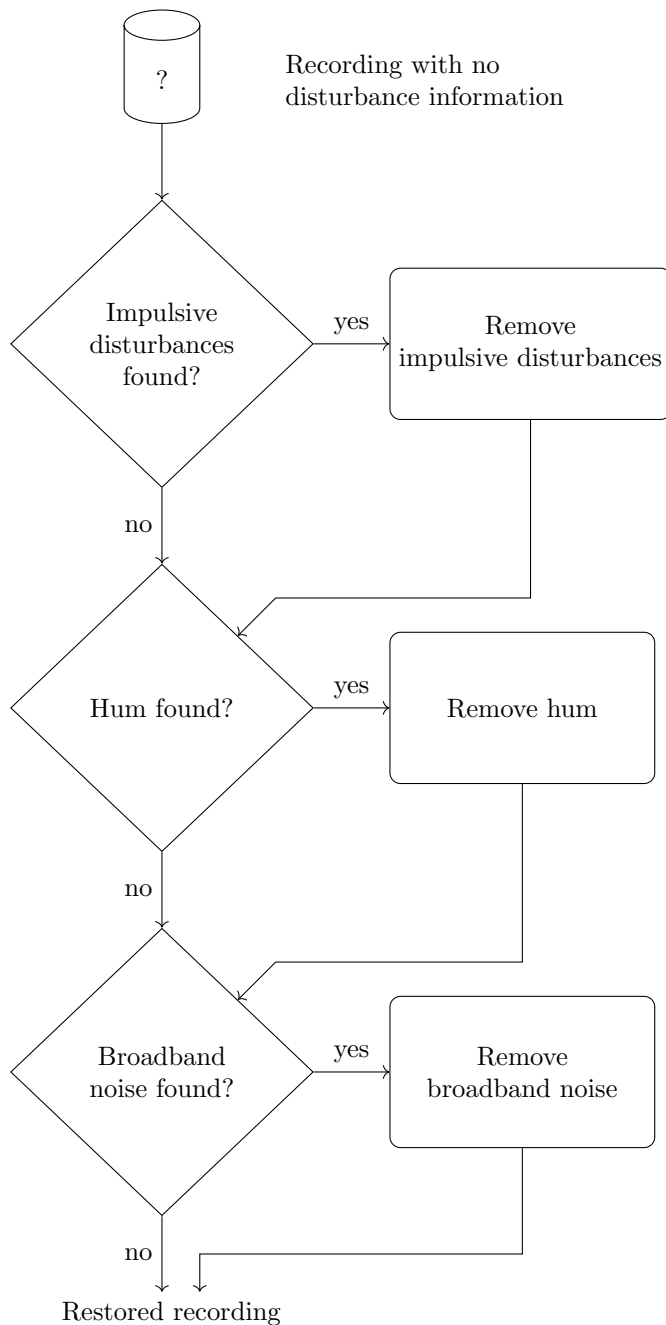 ?
Recording with no
disturbance information
Impulsive
disturbances
found?
yes
Remove
impulsive disturbances
no
Hum found?
yes
Remove hum
no
Broadband
noise found?
yes
Remove
broadband noise
no
Restored recording